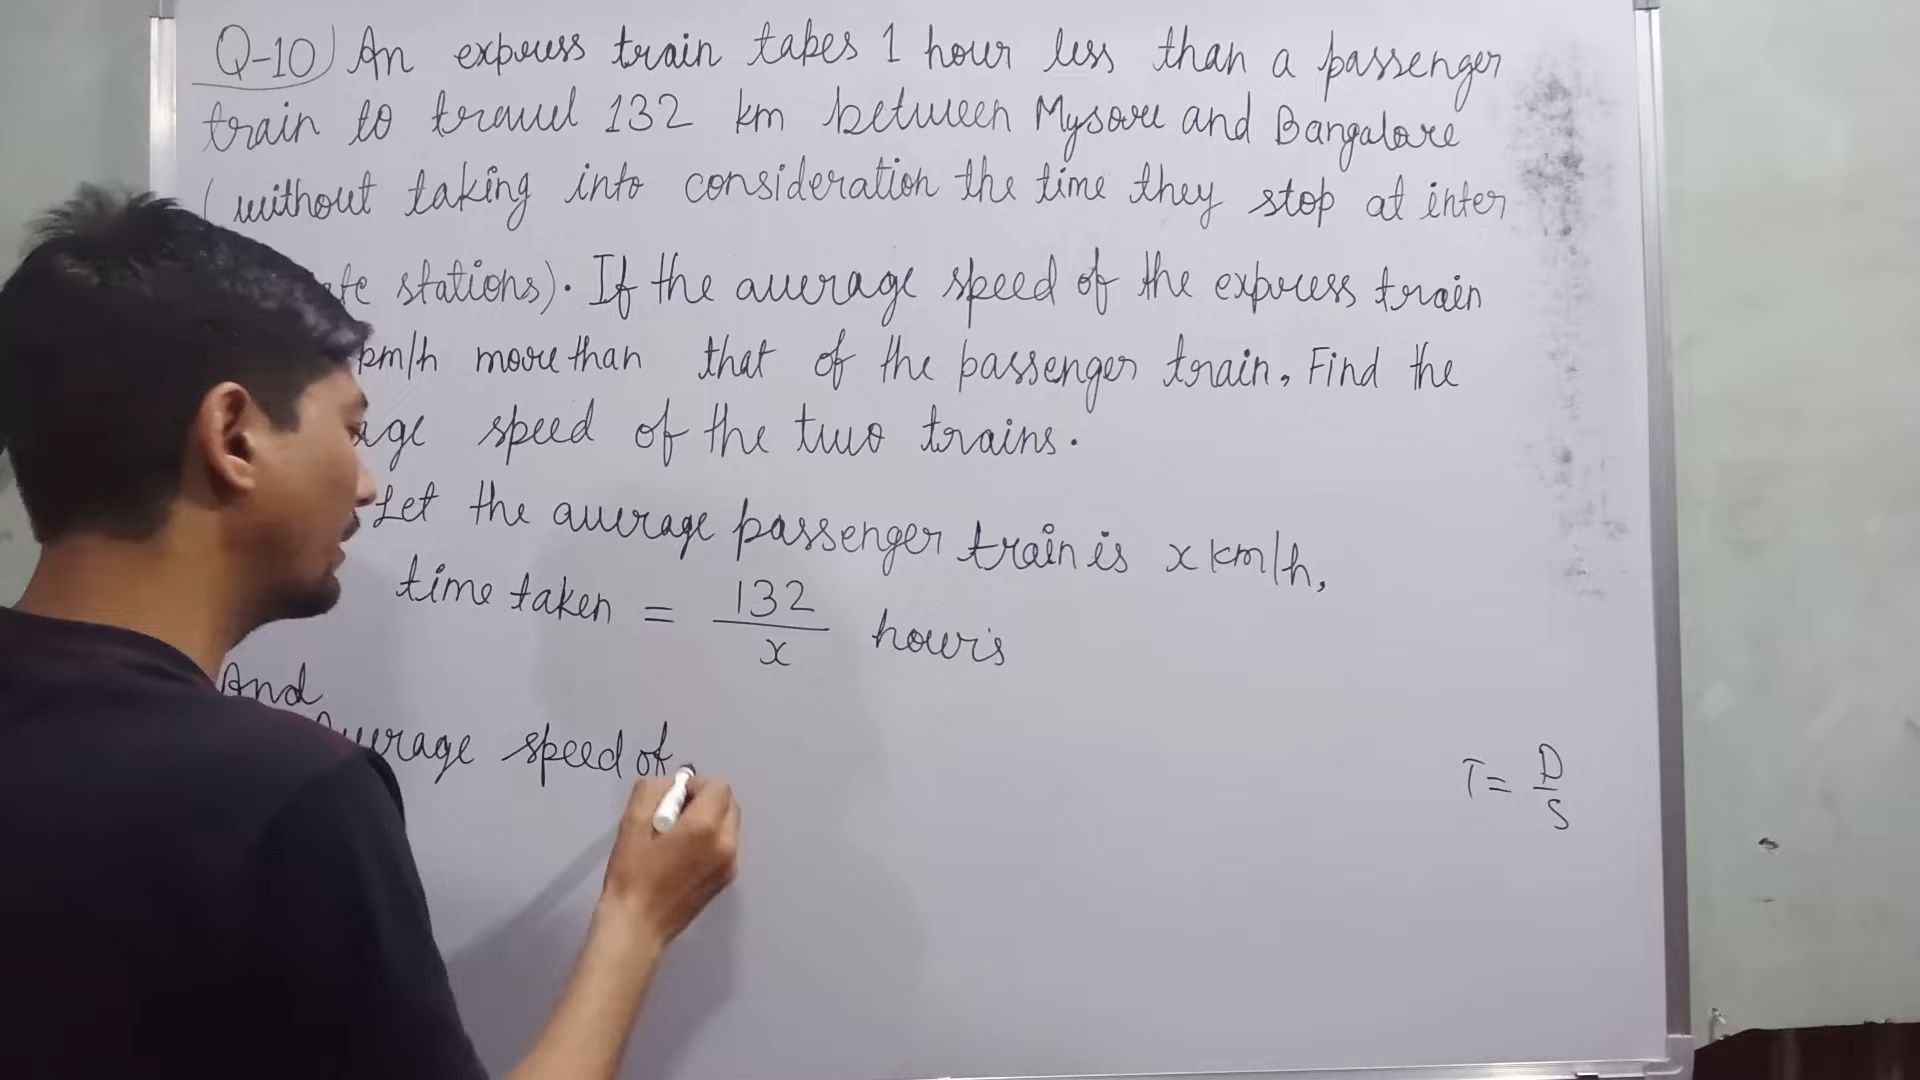 Q-10) An express train takes 1 hour less than a passenger
train to travel 132 km between Mysore and Bangalore
(without taking into consideration the time they stop at inter
stations). If the average speed of the express train
km/h more than that of the passenger train. Find the
speed of the two trains.
Let the average passenger train is x km/h,
time taken = 132/x hours
And
Average speed of
T = D/S